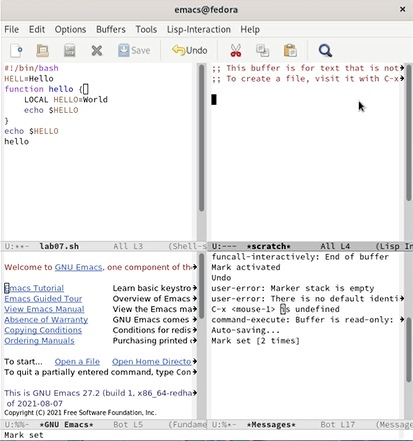 emacs@fedora
File Edit Options Buffers Tools Lisp-Interaction Help
Save Undo
#!/bin/bash
HELL=Hello
function hello {
LOCAL HELLO=World
echo $HELLO
}
echo $HELLO
hello
U:**- lab07.sh All L3 (Shell-s
;; This buffer is for text that is not
;; To create a file, visit it with C-x
U:--- *scratch* All L4 (Lisp In
Welcome to GNU Emacs, one component of th
Emacs Tutorial Learn basic keystro
Emacs Guided Tour Overview of Emacs
View Emacs Manual View the Emacs ma
Absence of Warranty GNU Emacs comes
Copying Conditions Conditions for redis
Ordering Manuals Purchasing printed c
To start... Open a File Open Home Directo
To quit a partially entered command, type Con
This is GNU Emacs 27.2 (build 1, x86_64-redha
of 2021-08-07
Copyright (C) 2021 Free Software Foundation, Inc.
U:%%- *GNU Emacs* Bot L5 (Fundame
funcall-interactively: End of buffer
Mark activated
Undo
user-error: Marker stack is empty
user-error: There is no default identi
C-x <mouse-1> is undefined
command-execute: Buffer is read-only:
Auto-saving...
Mark set [2 times]
U:%*- *Messages* Bot L17 (Message
Mark set